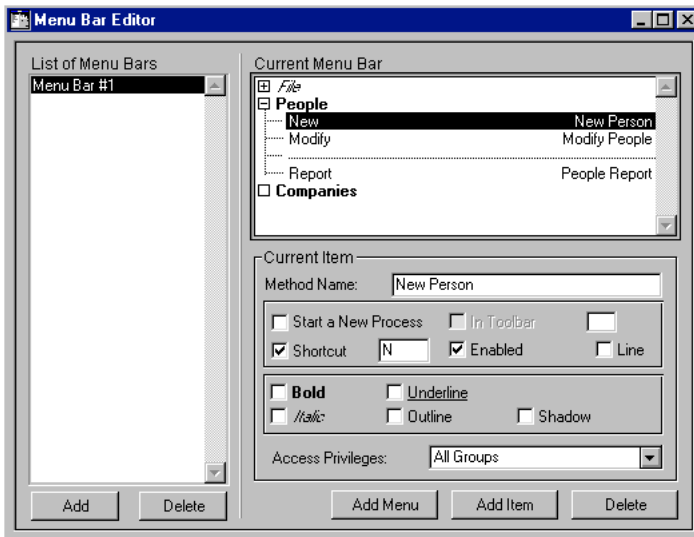 Menu Bar Editor
List of Menu Bars
Menu Bar #1
Add Delete
Current Menu Bar
File
People
New New Person
Modify Modify People
Report People Report
Companies
Current Item
Method Name: New Person
Start a New Process In Toolbar
Shortcut N Enabled Line
Bold Underline
Italic Outline Shadow
Access Privileges: All Groups
Add Menu Add Item Delete